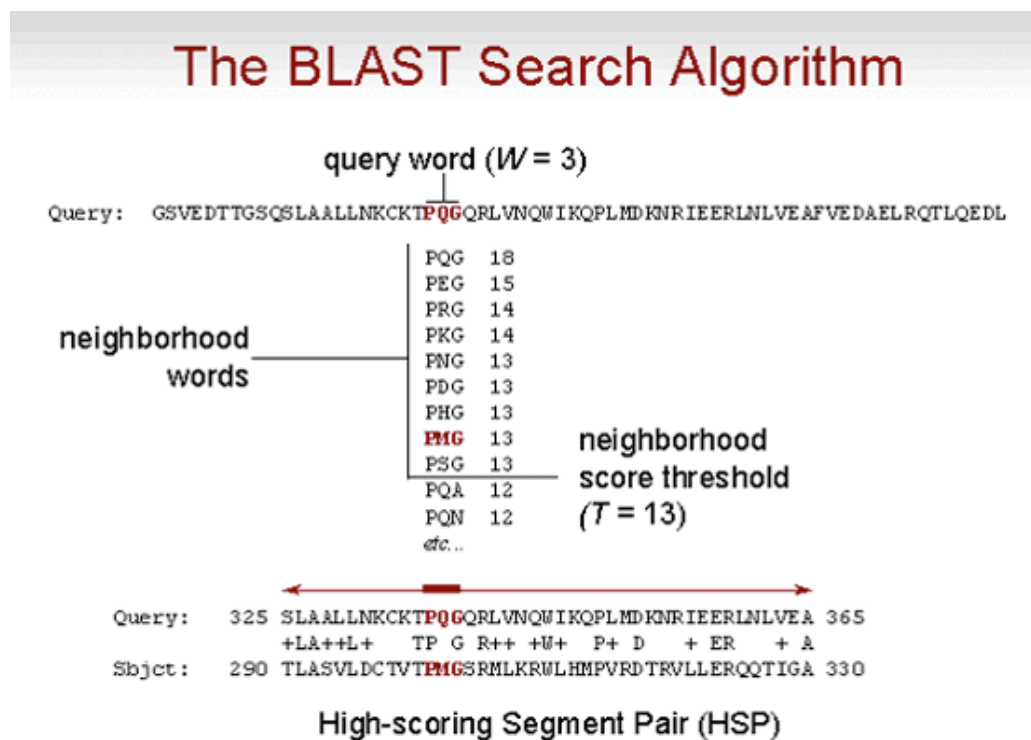 The BLAST Search Algorithm
query word (W = 3)
Query: GSVEDTTGSQSLAALLNKCKTPQGQRLVNQWIKQPLMDKNRIEERLNLVEAFVEDAELRQTLQEDL
PQG 18
PEG 15
PRG 14
PKG 14
PNG 13
PDG 13
PHG 13
PMG 13
PSG 13
PQA 12
PQN 12
etc...
neighborhood
words
neighborhood
score threshold
(T = 13)
Query: 325 SLAALLNKCKTPQGQRLVNQWIKQPLMDKNRIEERLNLVEA 365
+LA++L+ TP G R++ +W+ P+ D + ER + A
Sbjct: 290 TLASVLDCTVTPMGSRMLKRWLHMPVRDTRVLLERQQTIGA 330
High-scoring Segment Pair (HSP)